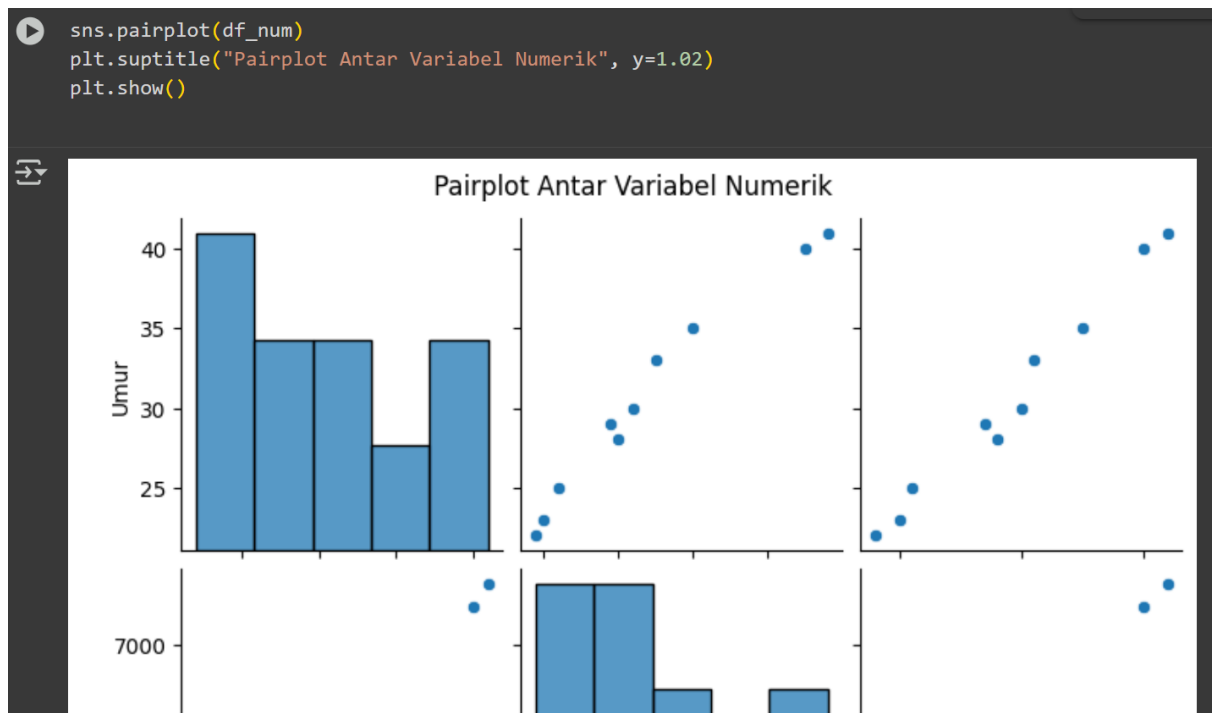 sns.pairplot(df_num)
plt.suptitle("Pairplot Antar Variabel Numerik", y=1.02)
plt.show()
Pairplot Antar Variabel Numerik
40
35
Umur
30
25
7000